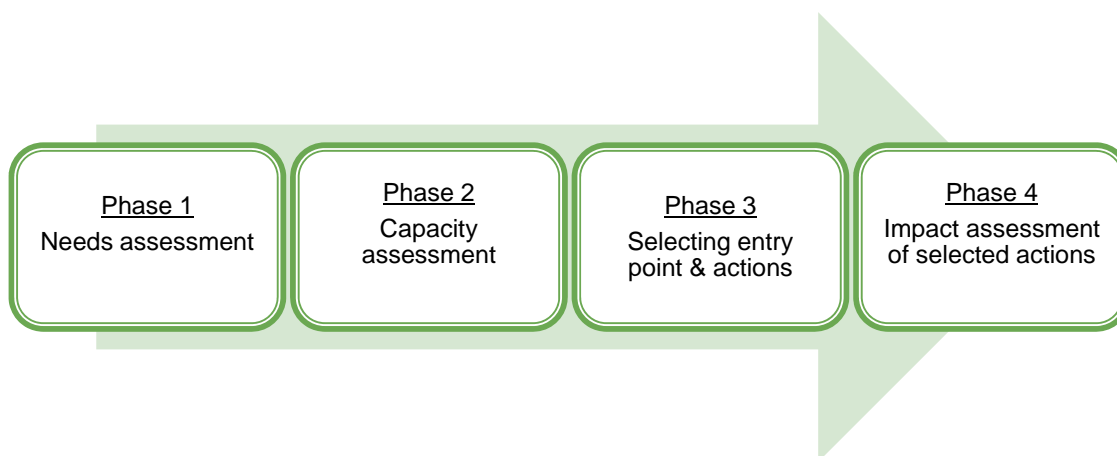 Phase 1
Needs assessment
Phase 2
Capacity
assessment
Phase 3
Selecting entry
point & actions
Phase 4
Impact assessment
of selected actions